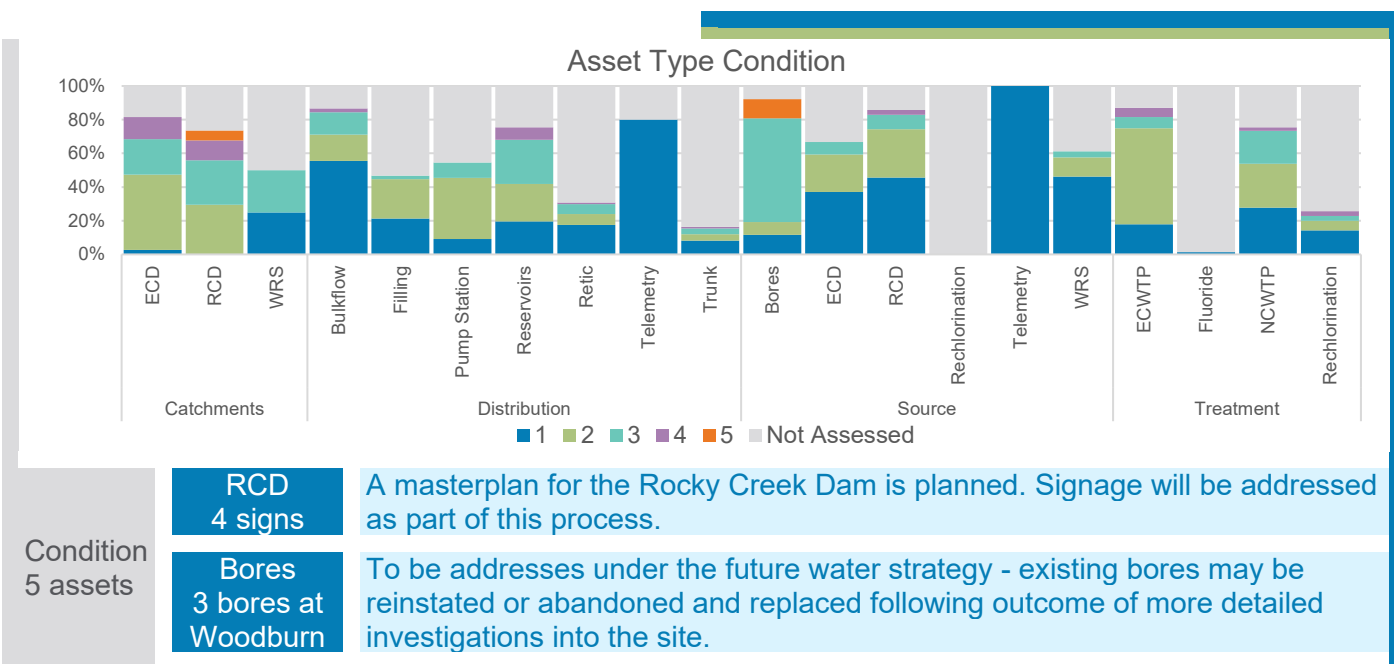 Asset Type Condition
100%
80%
60%
40%
20%
0%
ECD
RCD
WRS
Bulkflow
Filling
Pump Station
Reservoirs
Retic
Telemetry
Trunk
Bores
ECD
RCD
Rechlorination
Telemetry
WRS
ECWTP
Fluoride
NCWTP
Rechlorination
Catchments
Distribution
Source
Treatment
1 2 3 4 5 Not Assessed
Condition
5 assets
RCD
4 signs
A masterplan for the Rocky Creek Dam is planned. Signage will be addressed
as part of this process.
Bores
3 bores at
Woodburn
To be addresses under the future water strategy - existing bores may be
reinstated or abandoned and replaced following outcome of more detailed
investigations into the site.